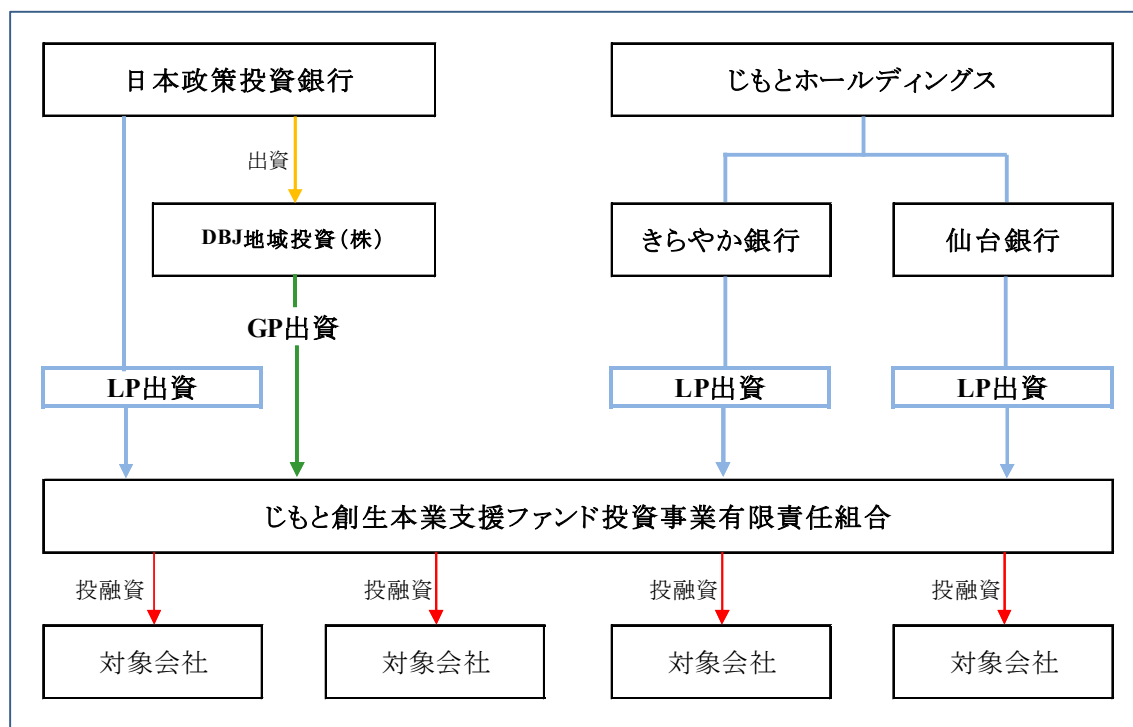 日本政策投資銀行
じもとホールディングス
出資
DBJ地域投資(株)
きらやか銀行
仙台銀行
GP出資
LP出資
LP出資
LP出資
じもと創生本業支援ファンド投資事業有限責任組合
投融資
投融資
投融資
投融資
対象会社
対象会社
対象会社
対象会社